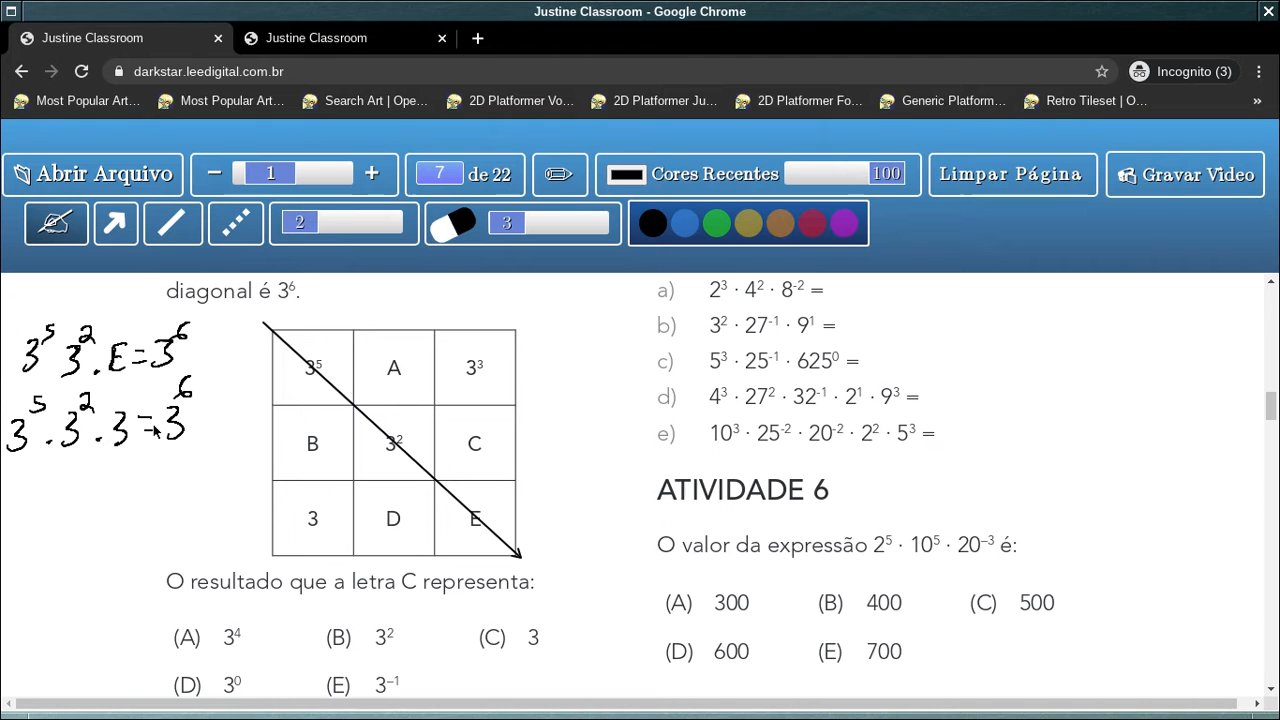 Justine Classroom - Google Chrome
Justine Classroom
Justine Classroom
darkstar.leedigital.com.br
Incognito (3)
Most Popular Art…
Most Popular Art…
Search Art | Ope…
2D Platformer Vo…
2D Platformer Ju…
2D Platformer Fo…
Generic Platform…
Retro Tileset | O…
»
Abrir Arquivo
− 1 +
7 de 22
Cores Recentes 100
Limpar Página
Gravar Video
2
3
diagonal é 3⁶.
3⁵ 3² . E = 3⁶
3⁵ . 3² . 3 = 3⁶
3⁵ A 3³
B 3² C
3 D E
O resultado que a letra C representa:
(A) 3⁴ (B) 3² (C) 3
(D) 3⁰ (E) 3⁻¹
a) 2³ · 4² · 8⁻² =
b) 3² · 27⁻¹ · 9¹ =
c) 5³ · 25⁻¹ · 625⁰ =
d) 4³ · 27² · 32⁻¹ · 2¹ · 9³ =
e) 10³ · 25⁻² · 20⁻² · 2² · 5³ =
ATIVIDADE 6
O valor da expressão 2⁵ · 10⁵ · 20⁻³ é:
(A) 300 (B) 400 (C) 500
(D) 600 (E) 700